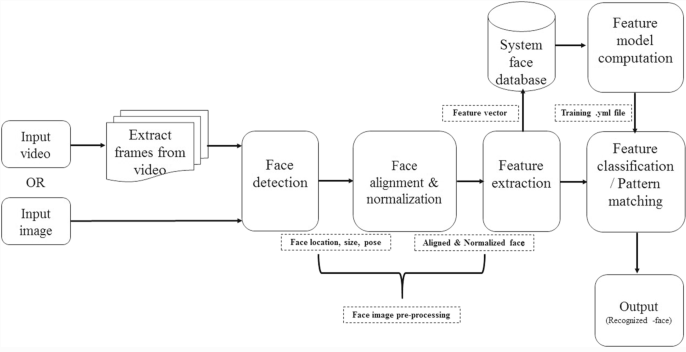 System
face
database
Feature
model
computation
Feature vector
Training .yml file
Input
video
Extract
frames from
video
OR
Input
image
Face
detection
Face
alignment &
normalization
Feature
extraction
Feature
classification
/ Pattern
matching
Face location, size, pose
Aligned & Normalized face
Face image pre-processing
Output
(Recognized -face)